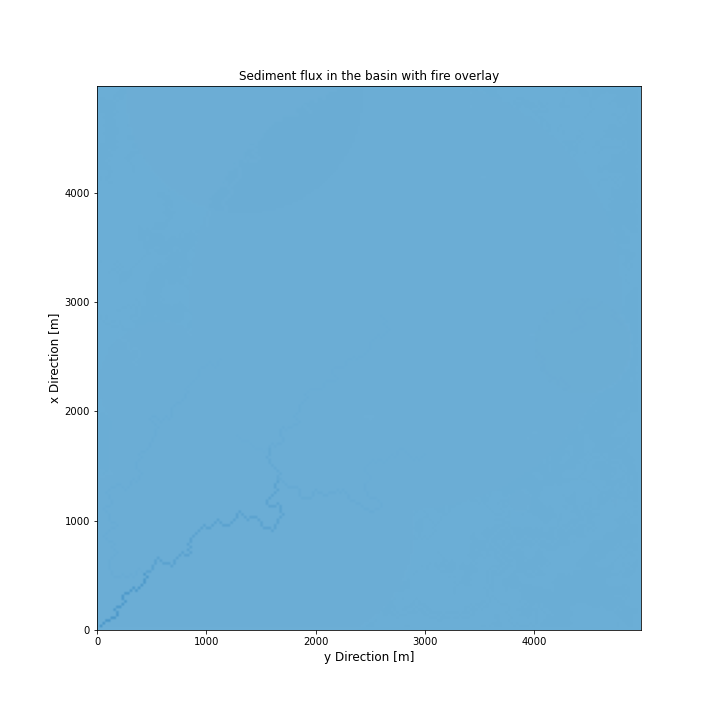 Sediment flux in the basin with fire overlay
4000
3000
2000
1000
0
x Direction [m]
0 1000 2000 3000 4000
y Direction [m]